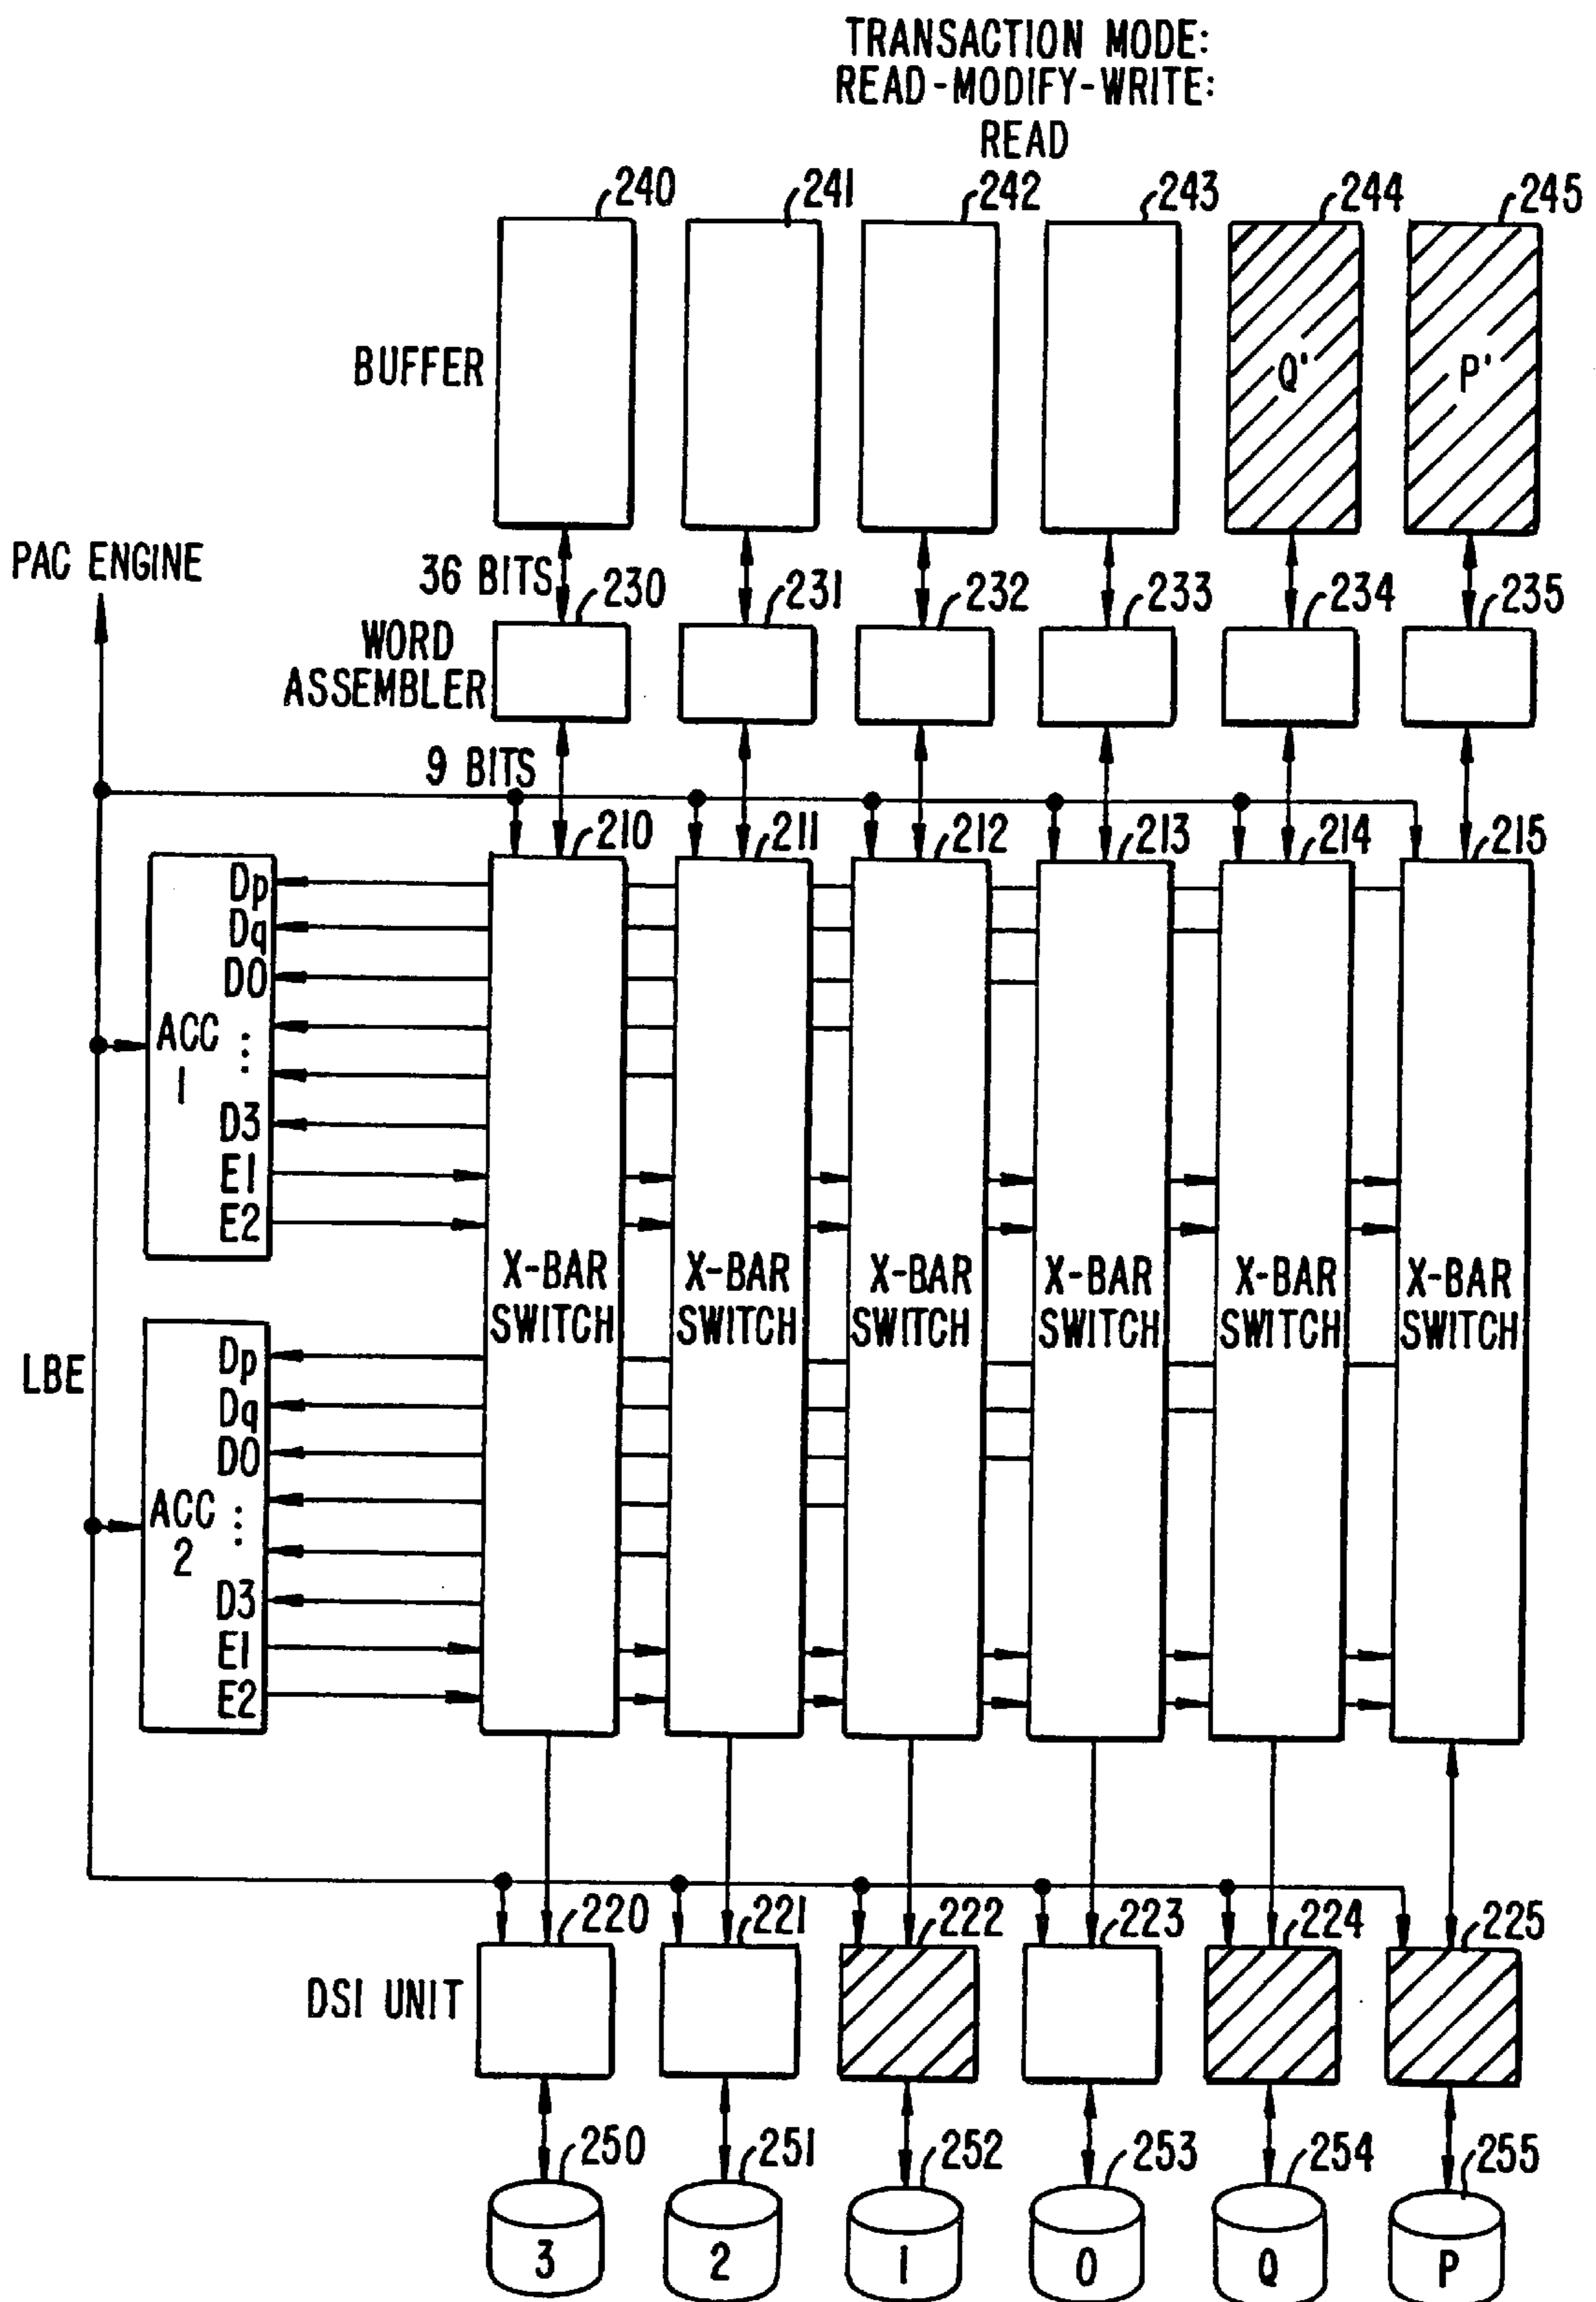 TRANSACTION MODE:
READ-MODIFY-WRITE:
READ
240 241 242 243 244 245
BUFFER
Q' P'
PAC ENGINE
36 BITS
230 231 232 233 234 235
WORD
ASSEMBLER
9 BITS
210 211 212 213 214 215
Dp
Dq
D0
ACC
1
⋮
D3
E1
E2
X-BAR SWITCH
X-BAR SWITCH
X-BAR SWITCH
X-BAR SWITCH
X-BAR SWITCH
X-BAR SWITCH
LBE
Dp
Dq
D0
ACC
2
⋮
D3
E1
E2
220 221 222 223 224 225
DSI UNIT
250 251 252 253 254 255
3 2 1 0 Q P